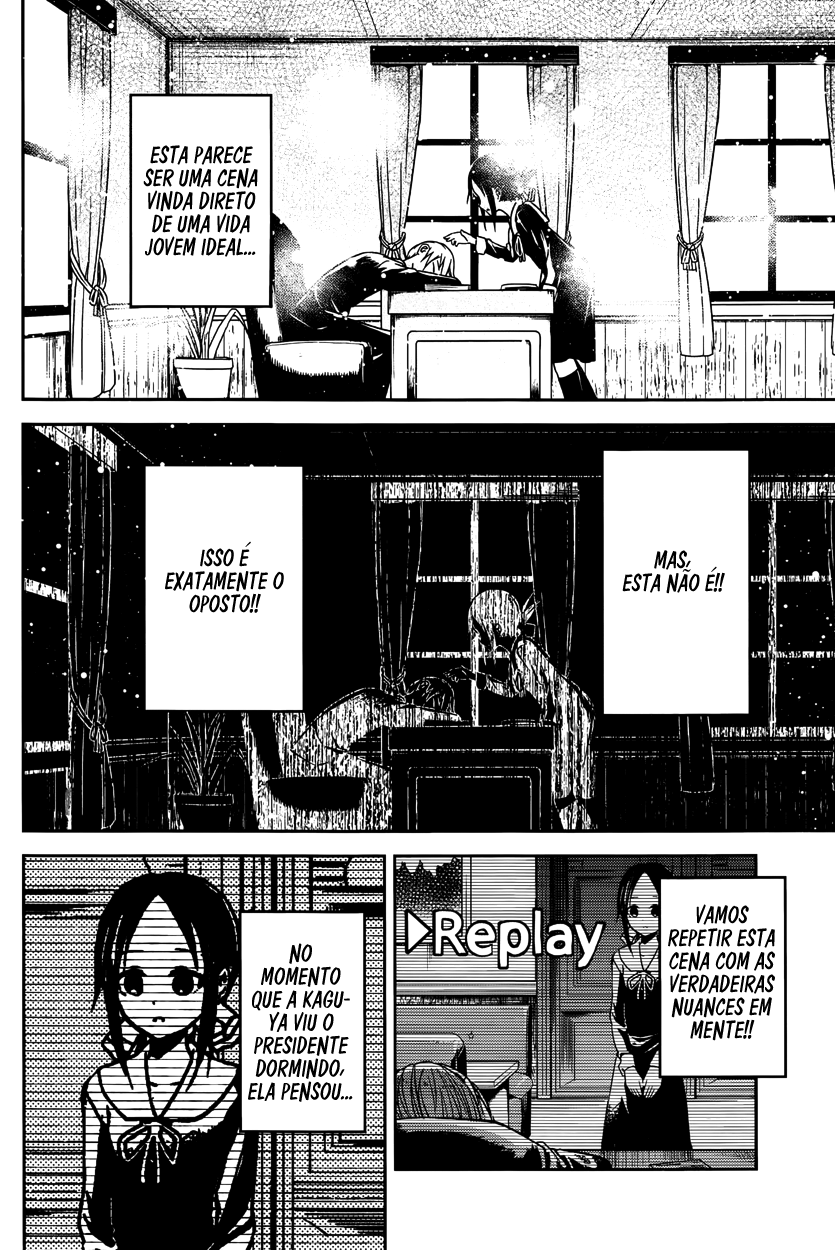 ESTA PARECE
SER UMA CENA
VINDA DIRETO
DE UMA VIDA
JOVEM IDEAL...
MAS,
ESTA NÃO É!!
ISSO É
EXATAMENTE O
OPOSTO!!
VAMOS
REPETIR ESTA
CENA COM AS
VERDADEIRAS
NUANCES EM
MENTE!!
Replay
NO
MOMENTO
QUE A KAGU-
YA VIU O
PRESIDENTE
DORMINDO,
ELA PENSOU...